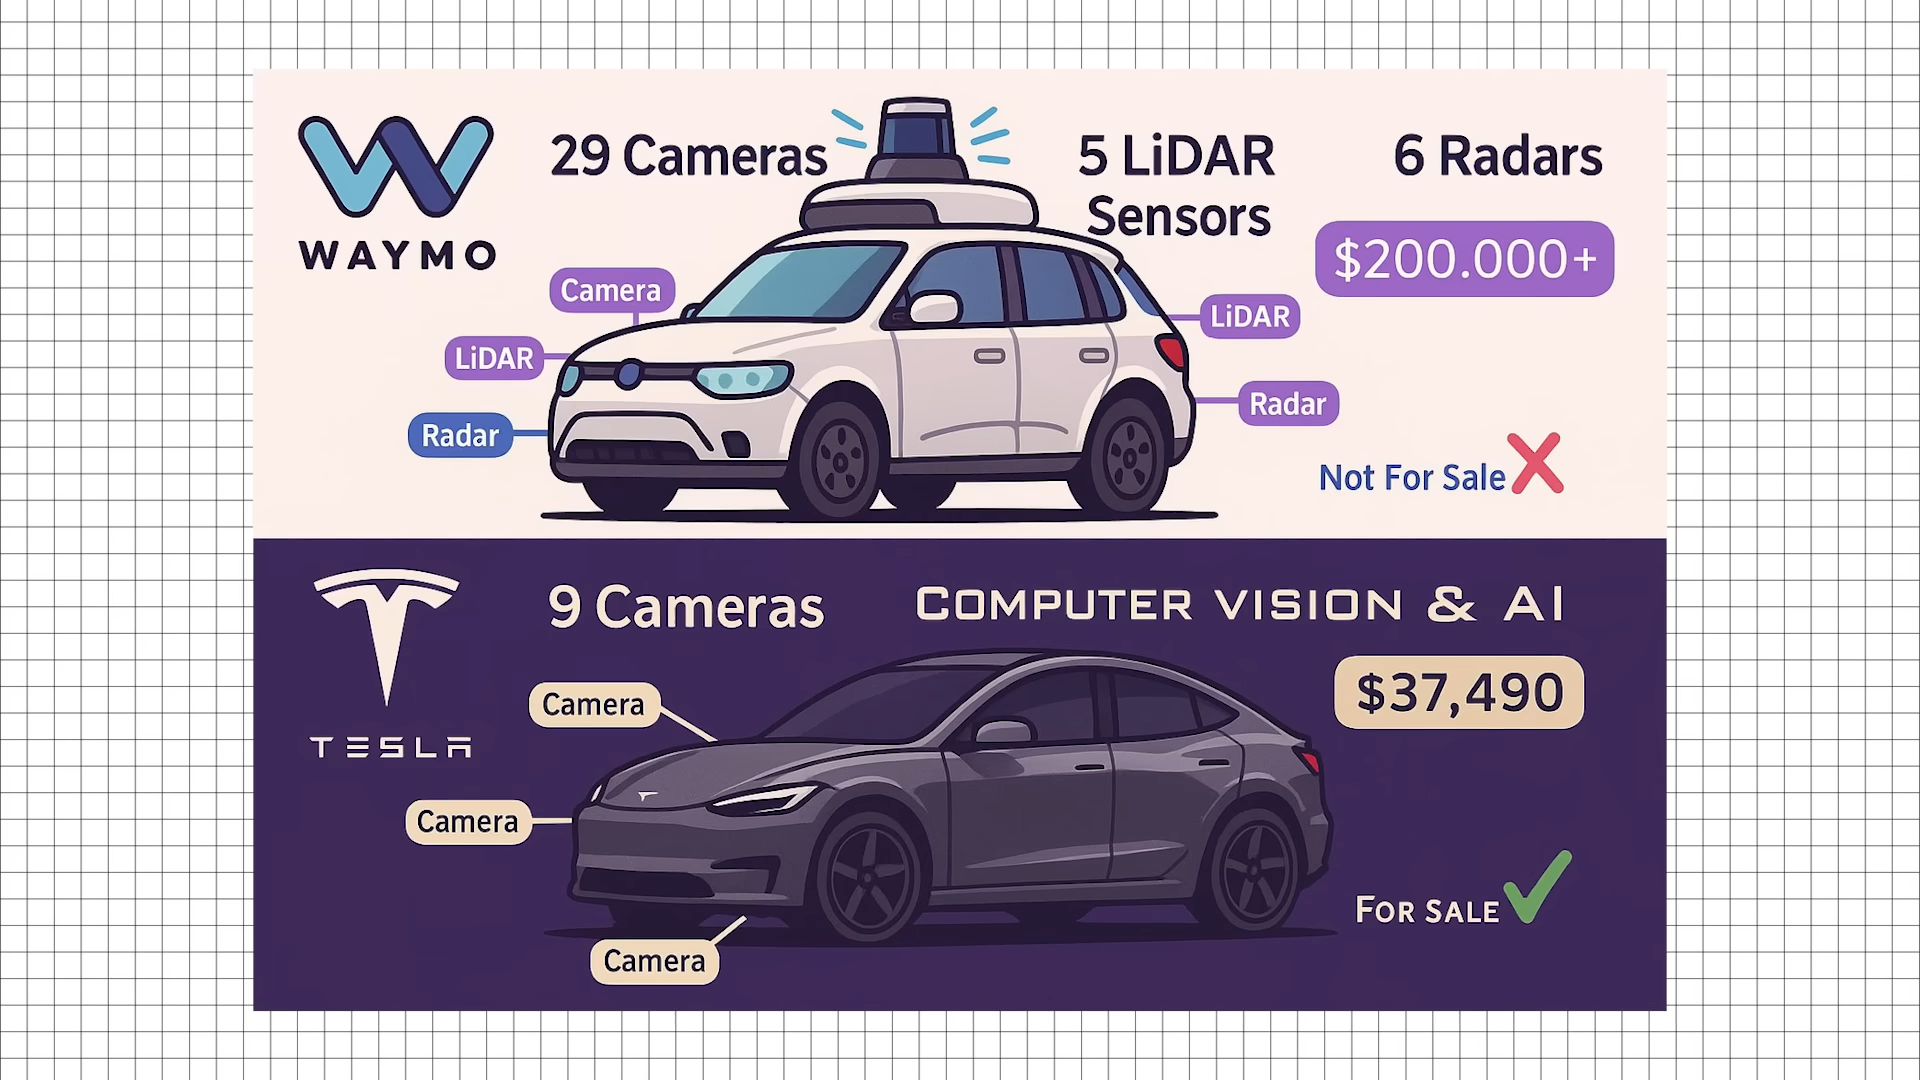 WAYMO
29 Cameras
5 LiDAR
Sensors
6 Radars
$200.000+
Camera
LiDAR
Radar
LiDAR
Radar
Not For Sale
TESLA
9 Cameras
COMPUTER VISION & AI
$37,490
Camera
Camera
Camera
FOR SALE